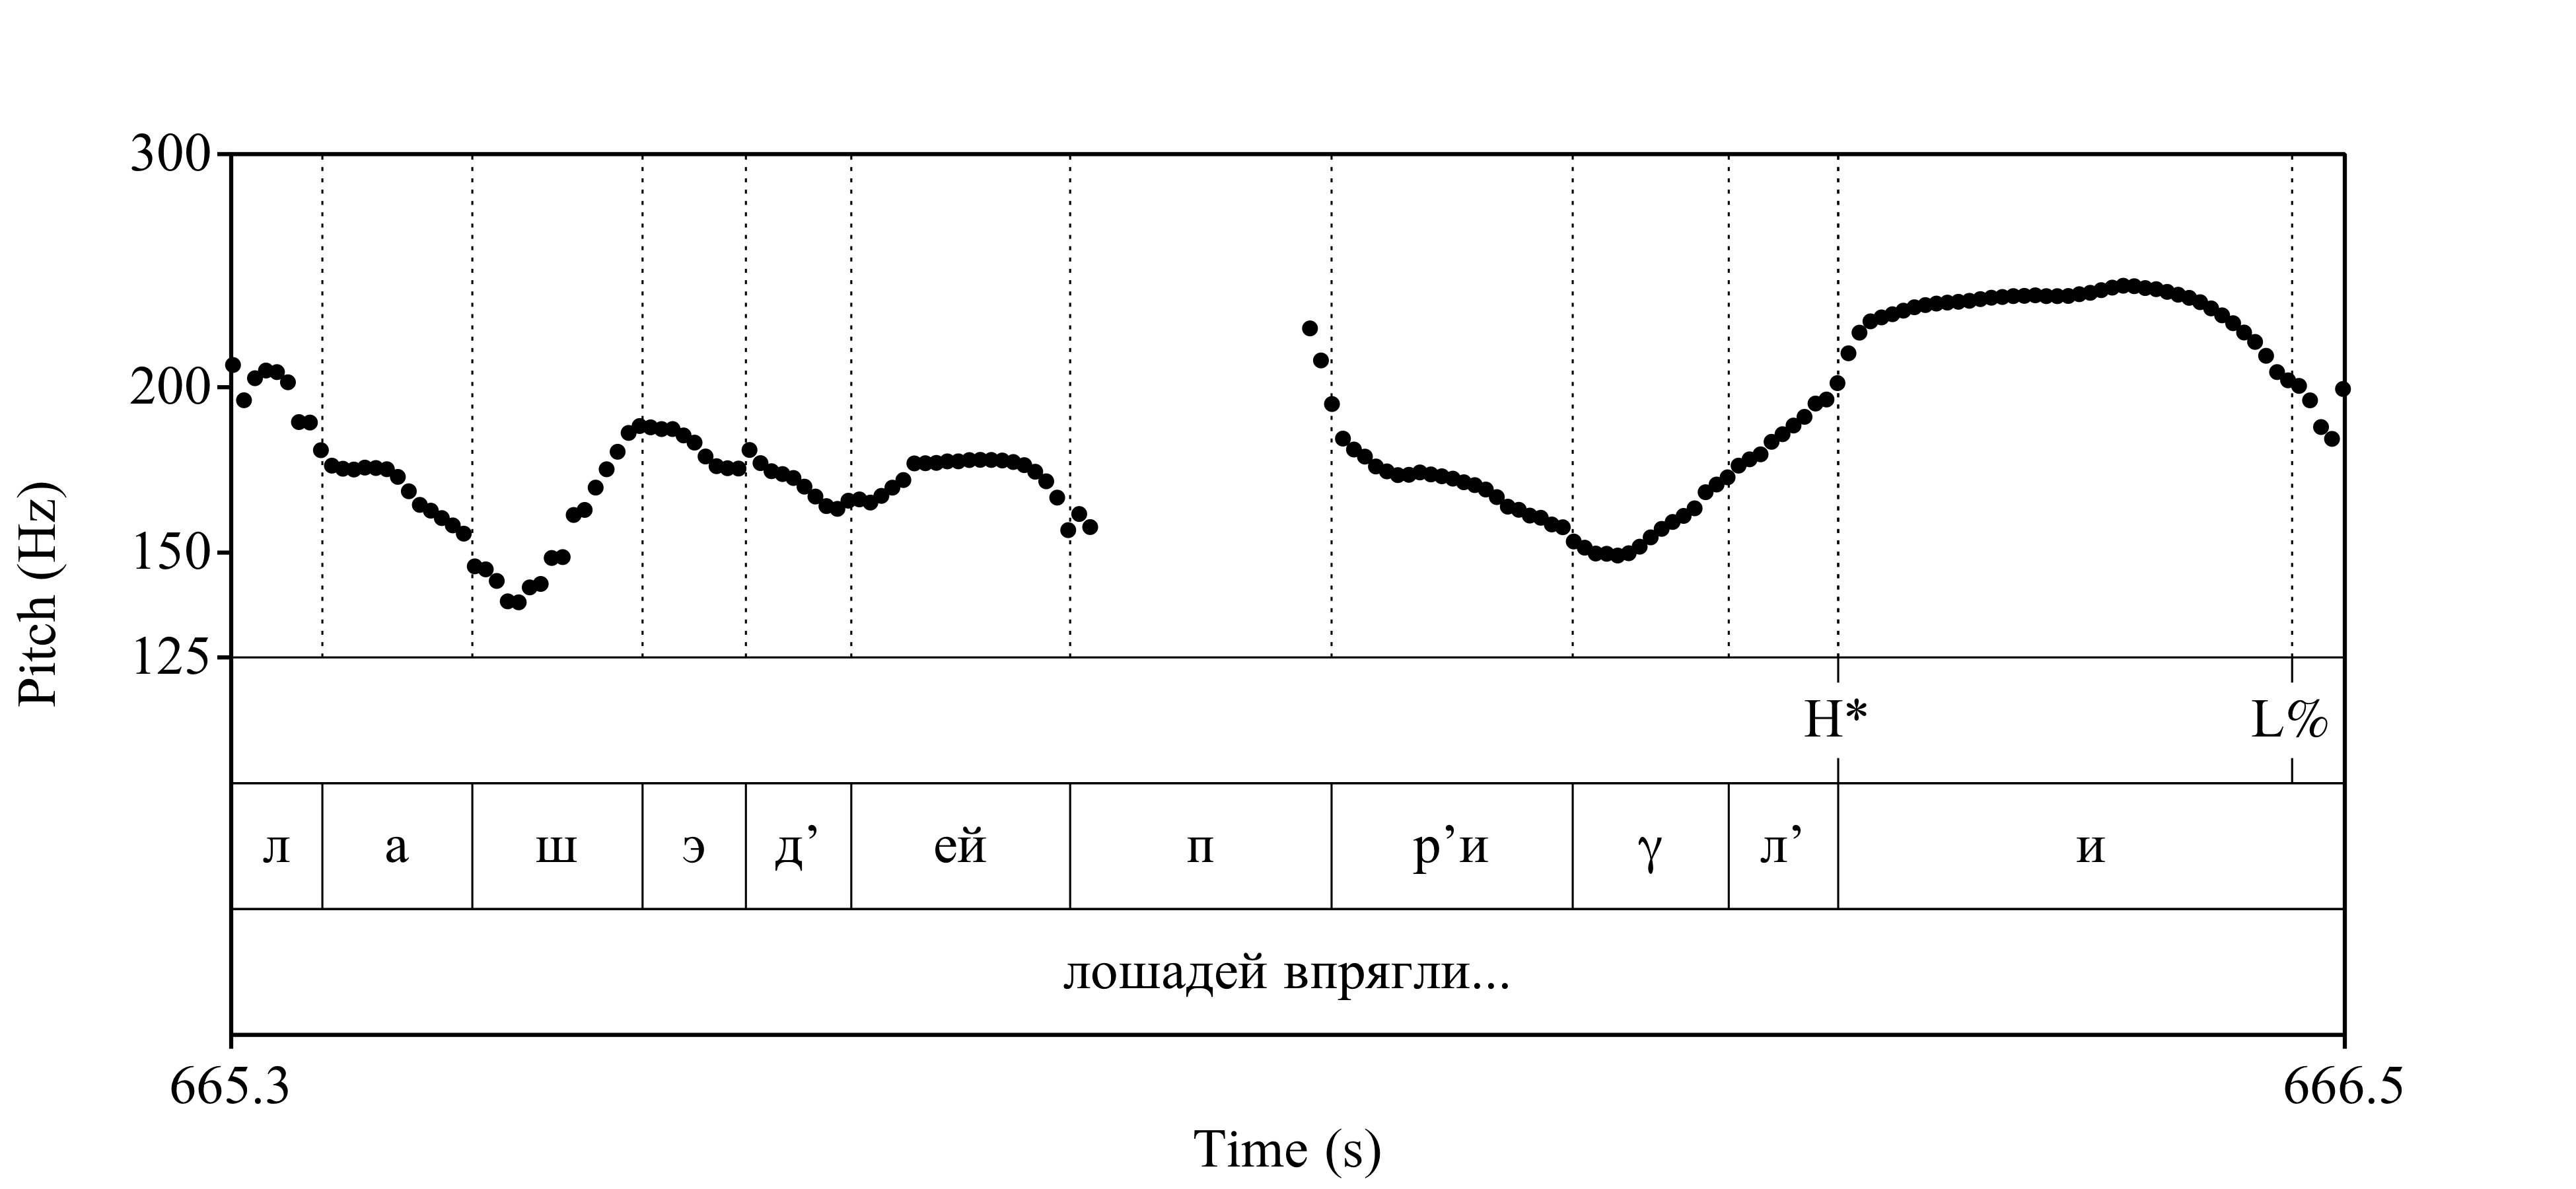 300
200
150
125
Pitch (Hz)
H* L%
л а ш э д’ ей п р’и γ л’ и
лошадей впрягли...
665.3 666.5
Time (s)